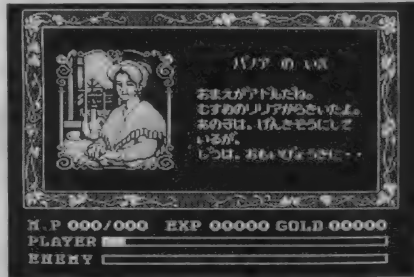 バノア の いえ
おまえがアドルだね。
むすめのリリアからきいたよ。
あの子は、げんきそうにして
いるが、
じつは、おもいびょうきに・・
H.P 000/000 EXP 00000 GOLD 00000
PLAYER
ENEMY